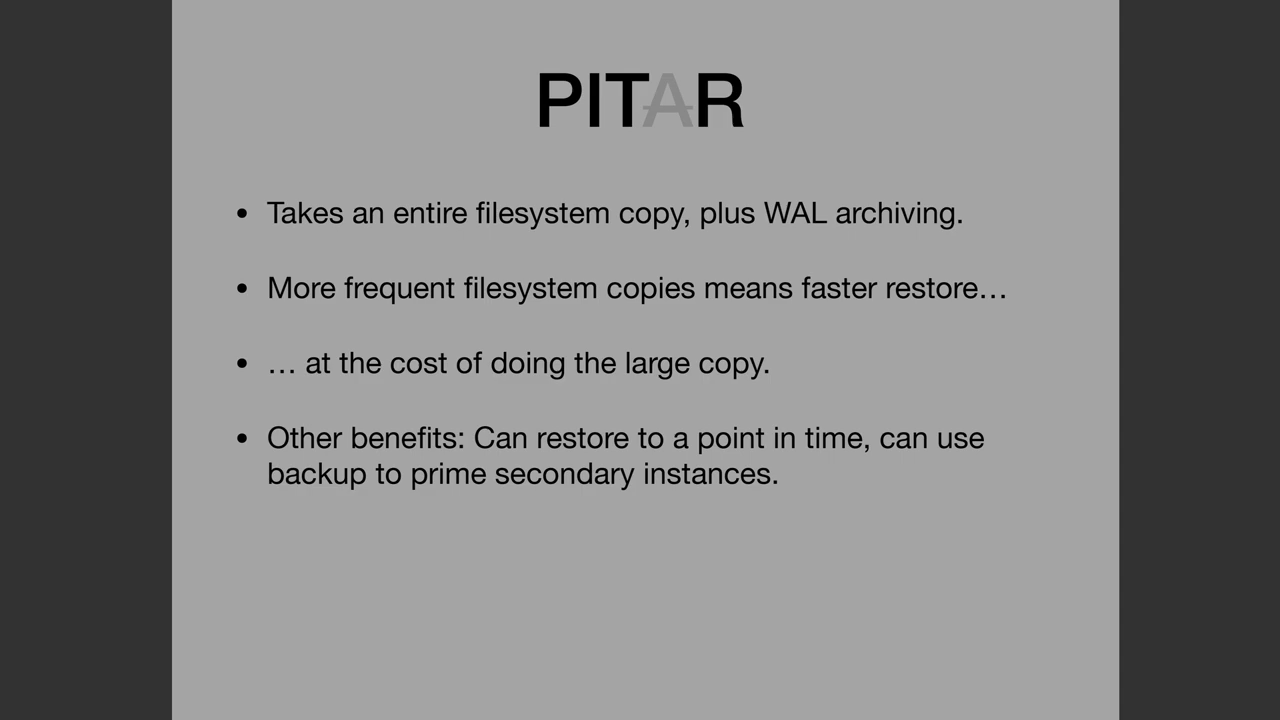 PITAR
• Takes an entire filesystem copy, plus WAL archiving.
• More frequent filesystem copies means faster restore…
• … at the cost of doing the large copy.
• Other benefits: Can restore to a point in time, can use
backup to prime secondary instances.